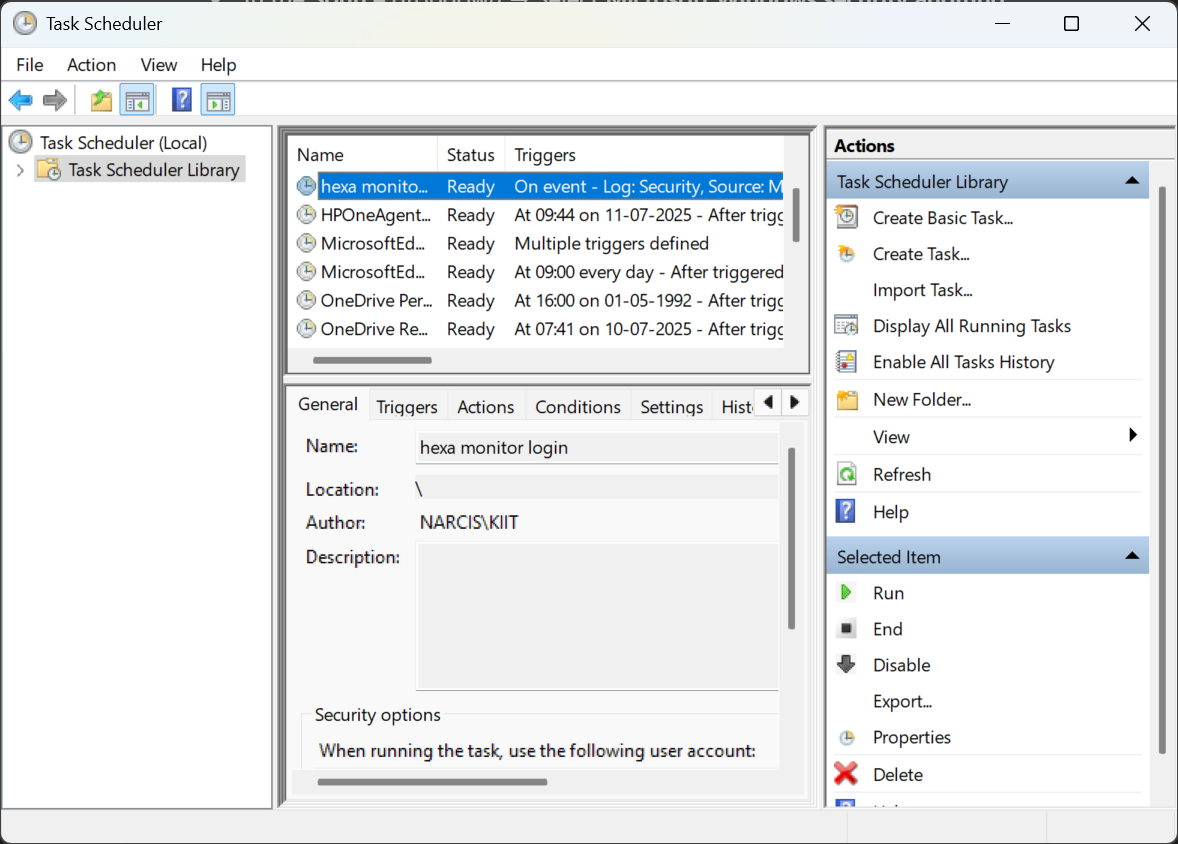 Task Scheduler
File Action View Help
Task Scheduler (Local)
Task Scheduler Library
Name Status Triggers
hexa monito... Ready On event - Log: Security, Source: M
HPOneAgent... Ready At 09:44 on 11-07-2025 - After trigg
MicrosoftEd... Ready Multiple triggers defined
MicrosoftEd... Ready At 09:00 every day - After triggered
OneDrive Per... Ready At 16:00 on 01-05-1992 - After trigg
OneDrive Re... Ready At 07:41 on 10-07-2025 - After trigg
General Triggers Actions Conditions Settings Hist
Name: hexa monitor login
Location: \
Author: NARCIS\KIIT
Description:
Security options
When running the task, use the following user account:
Actions
Task Scheduler Library
Create Basic Task...
Create Task...
Import Task...
Display All Running Tasks
Enable All Tasks History
New Folder...
View
Refresh
Help
Selected Item
Run
End
Disable
Export...
Properties
Delete